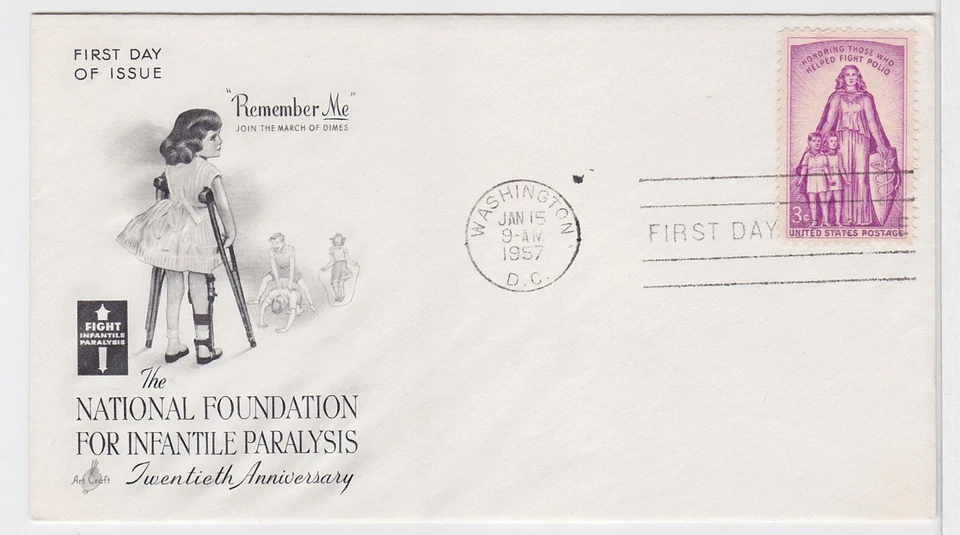 FIRST DAY
OF ISSUE
"Remember Me"
JOIN THE MARCH OF DIMES
FIGHT
INFANTILE
PARALYSIS
The
NATIONAL FOUNDATION
FOR INFANTILE PARALYSIS
Twentieth Anniversary
Art Craft
WASHINGTON
JAN 15
9-AM
1957
D.C.
FIRST DAY
HONORING THOSE WHO
HELPED FIGHT POLIO
3¢
UNITED STATES POSTAGE